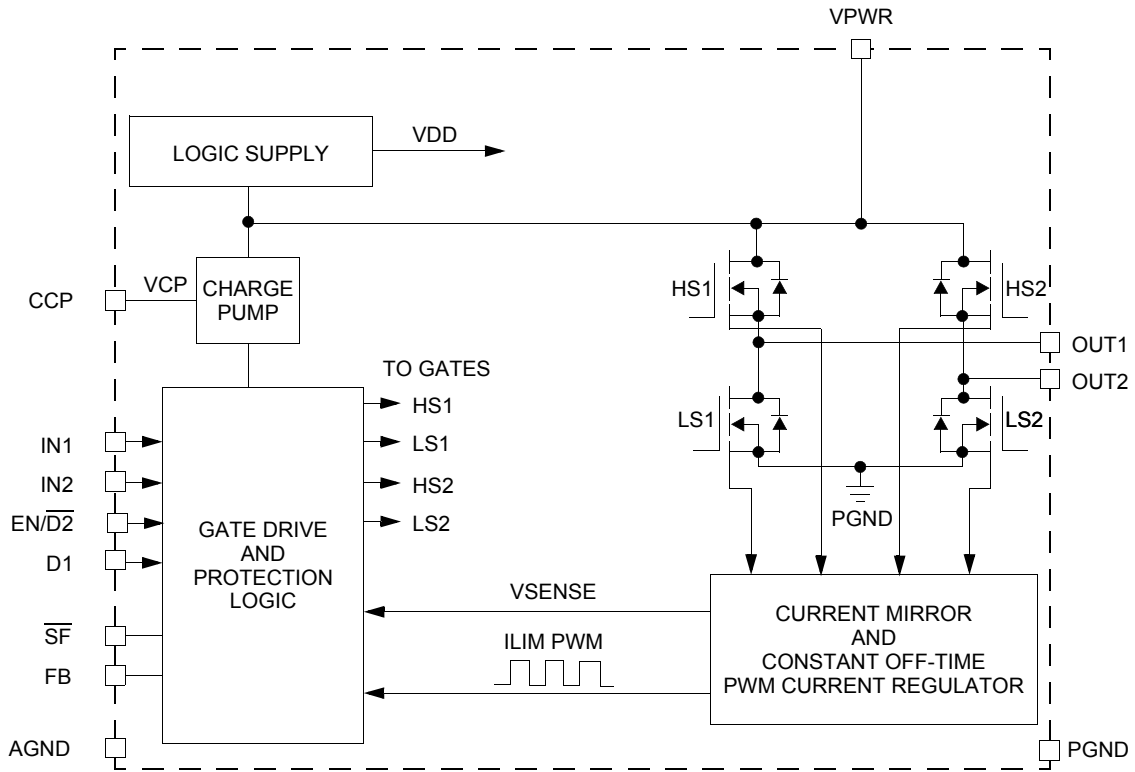 VPWR
LOGIC SUPPLY
VDD
CCP
VCP
CHARGE
PUMP
HS1
HS2
OUT1
OUT2
TO GATES
HS1
LS1
HS2
LS2
LS1
LS2
PGND
IN1
IN2
EN/D2
D1
SF
FB
AGND
GATE DRIVE
AND
PROTECTION
LOGIC
VSENSE
ILIM PWM
CURRENT MIRROR
AND
CONSTANT OFF-TIME
PWM CURRENT REGULATOR
PGND